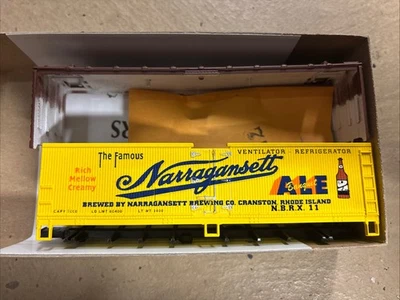 The Famous
VENTILATOR REFRIGERATOR
Rich
Mellow
Creamy
Narragansett
ALE
BREWED BY NARRAGANSETT BREWING CO. CRANSTON, RHODE ISLAND
N.B.R.X. 11